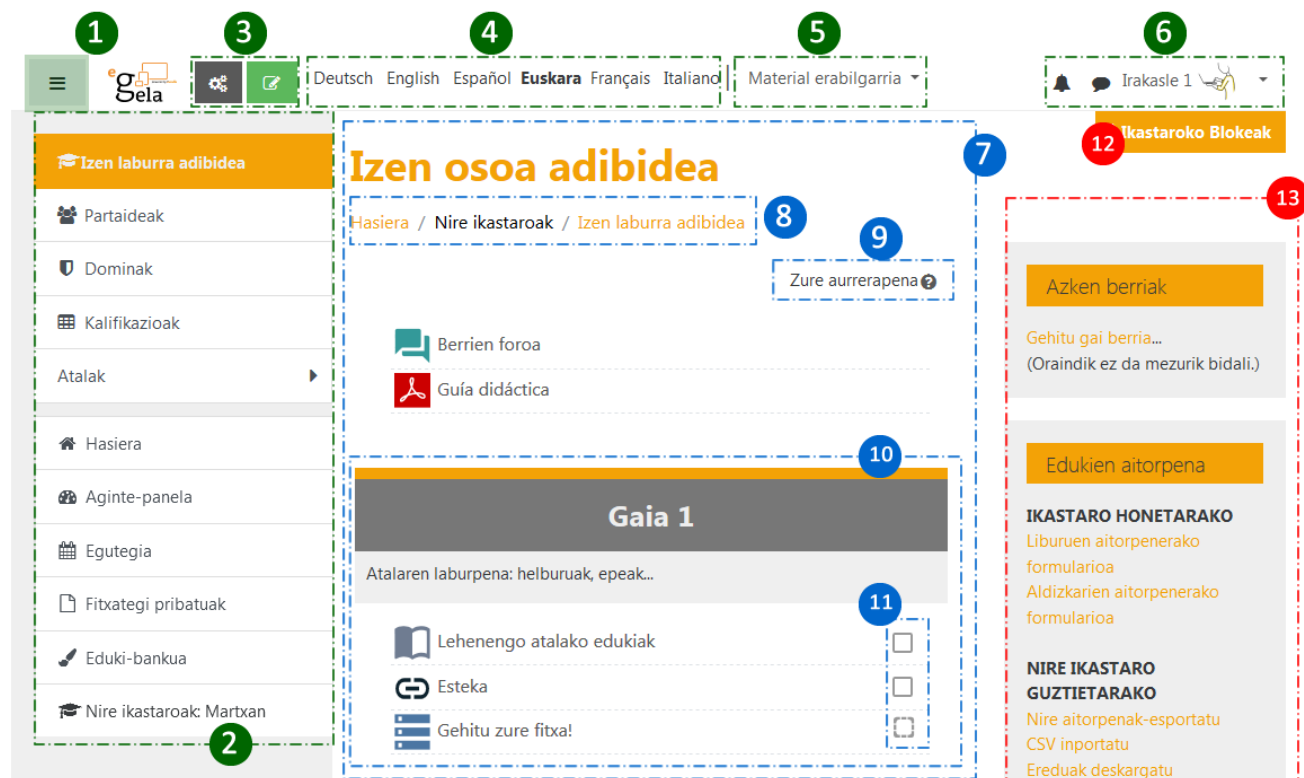 1
3
4
5
6
eGela
Deutsch English Español Euskara Français Italiano
Material erabilgarria
Irakasle 1
12
Ikastaroko Blokeak
Izen laburra adibidea
Partaideak
Dominak
Kalifikazioak
Atalak
Hasiera
Aginte-panela
Egutegia
Fitxategi pribatuak
Eduki-bankua
Nire ikastaroak: Martxan
2
7
Izen osoa adibidea
Hasiera / Nire ikastaroak / Izen laburra adibidea
8
9
Zure aurrerapena
Berrien foroa
Guía didáctica
10
Gaia 1
Atalaren laburpena: helburuak, epeak...
11
Lehenengo atalako edukiak
Esteka
Gehitu zure fitxa!
13
Azken berriak
Gehitu gai berria...
(Oraindik ez da mezurik bidali.)
Edukien aitorpena
IKASTARO HONETARAKO
Liburuen aitorpenerako
formularioa
Aldizkarien aitorpenerako
formularioa
NIRE IKASTARO
GUZTIETARAKO
Nire aitorpenak-esportatu
CSV inportatu
Ereduak deskargatu